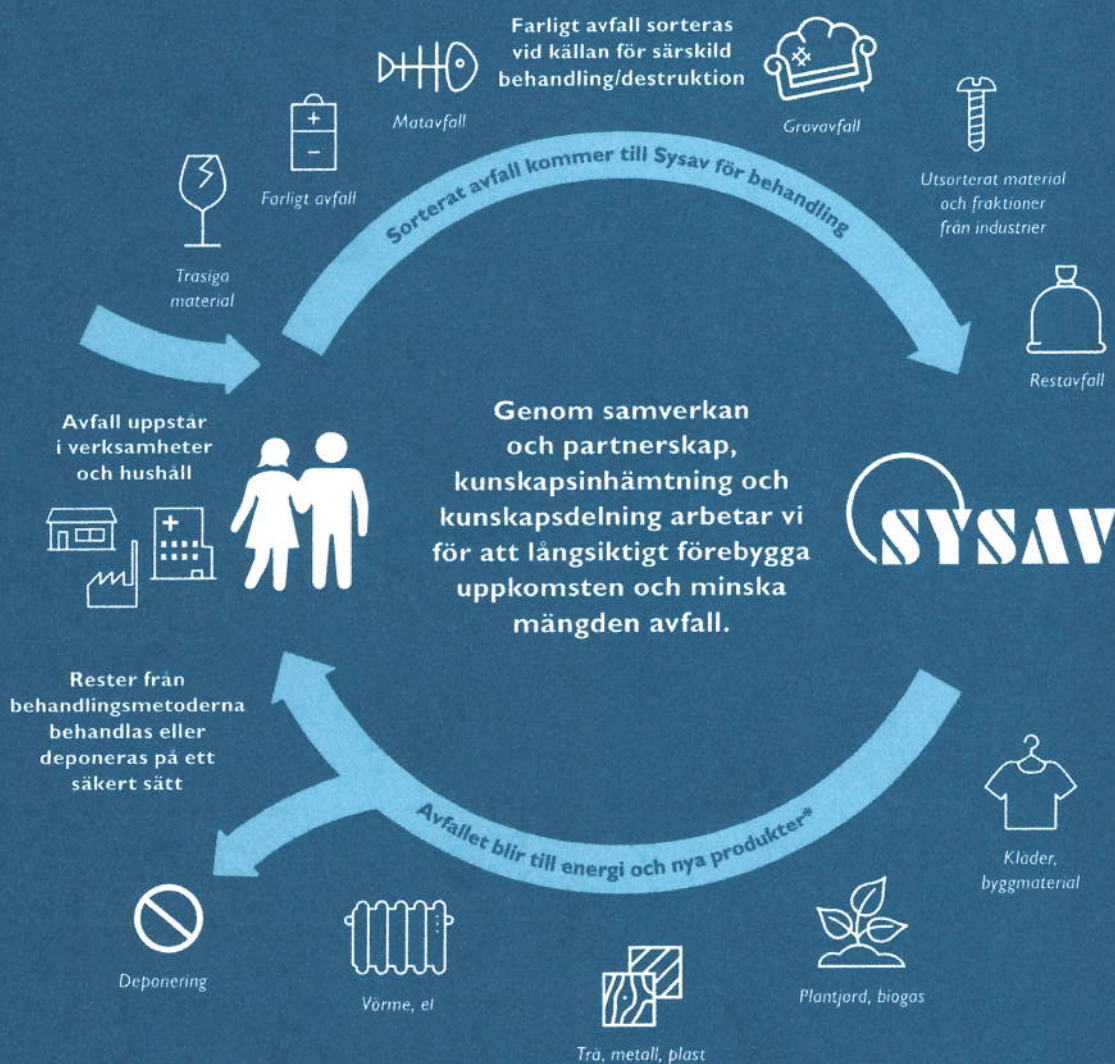 Farligt avfall sorteras
vid källan för särskild
behandling/destruktion
Matavfall
Grovavfall
Farligt avfall
Utsorterat material
och fraktioner
från industrier
Trasiga
material
Sorterat avfall kommer till Sysav för behandling
Restavfall
Avfall uppstår
i verksamheter
och hushåll
Genom samverkan
och partnerskap,
kunskapsinhämtning och
kunskapsdelning arbetar vi
för att långsiktigt förebygga
uppkomsten och minska
mängden avfall.
SYSAV
Rester från
behandlingsmetoderna
behandlas eller
deponeras på ett
säkert sätt
Avfallet blir till energi och nya produkter*
Kläder,
byggmaterial
Deponering
Värme, el
Plantjord, biogas
Trä, metall, plast